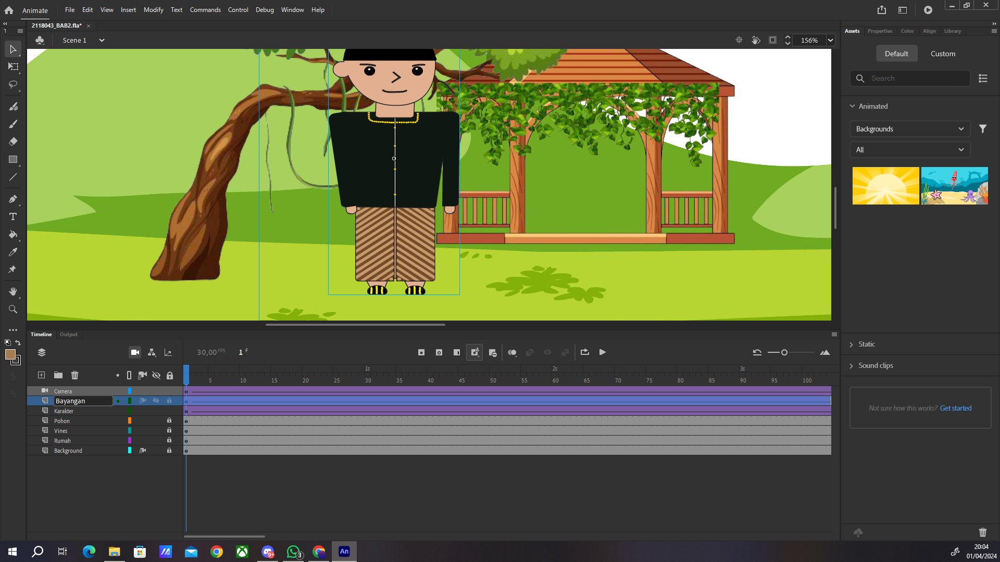 Animate
File Edit View Insert Modify Text Commands Control Debug Window Help
2118043_BAB2.fla*
Scene 1
156%
Assets Properties Color Align Library
Default Custom
Search
Animated
Backgrounds
All
Static
Sound clips
Not sure how this works? Get started
Timeline Output
30,00 FPS 1 F
1s 2s 3s
5 10 15 20 25 30 35 40 45 50 55 60 65 70 75 80 85 90 95 100
Camera
Bayangan
Karakter
Pohon
Vines
Rumah
Background
9+
3
An
20:04
01/04/2024